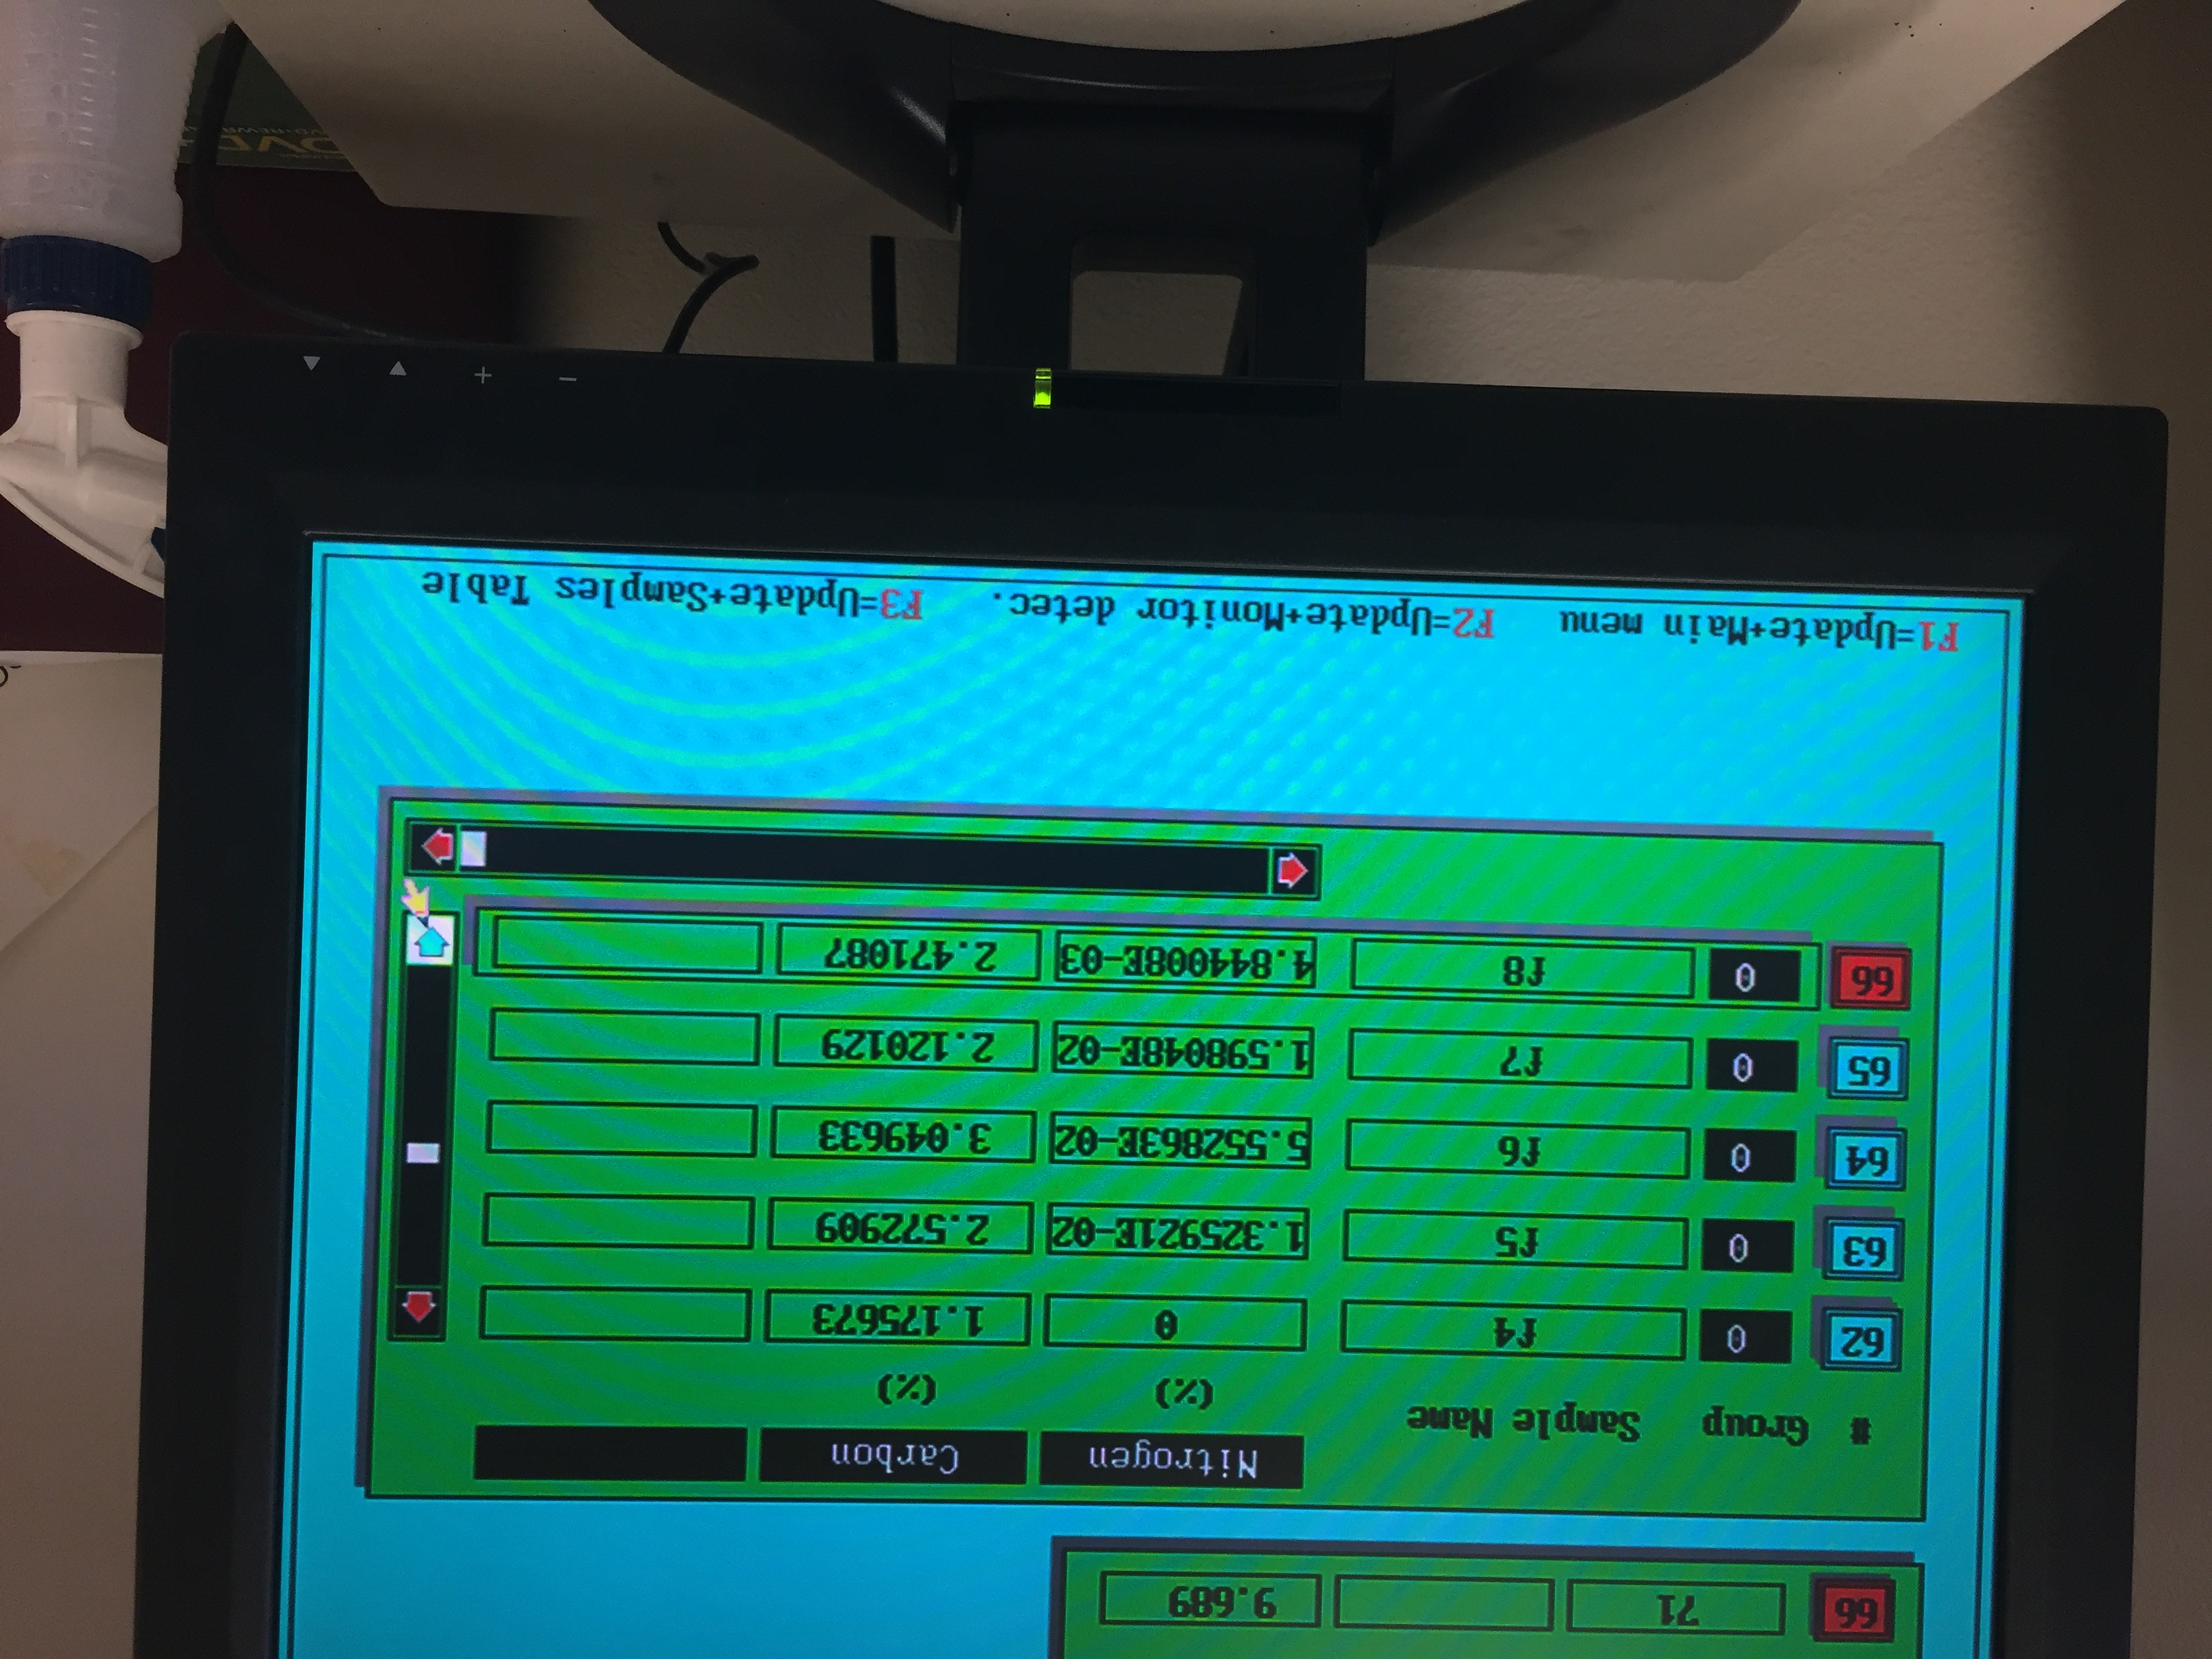 66 71 9.689
Nitrogen Carbon
# Group Sample Name (%) (%)
62 0 f4 0 1.175673
63 0 f5 1.325921E-02 2.572909
64 0 f6 5.552863E-02 3.049633
65 0 f7 1.598048E-02 2.120129
66 0 f8 4.844008E-03 2.471087
F1=Update+Main menu F2=Update+Monitor detec. F3=Update+Samples Table